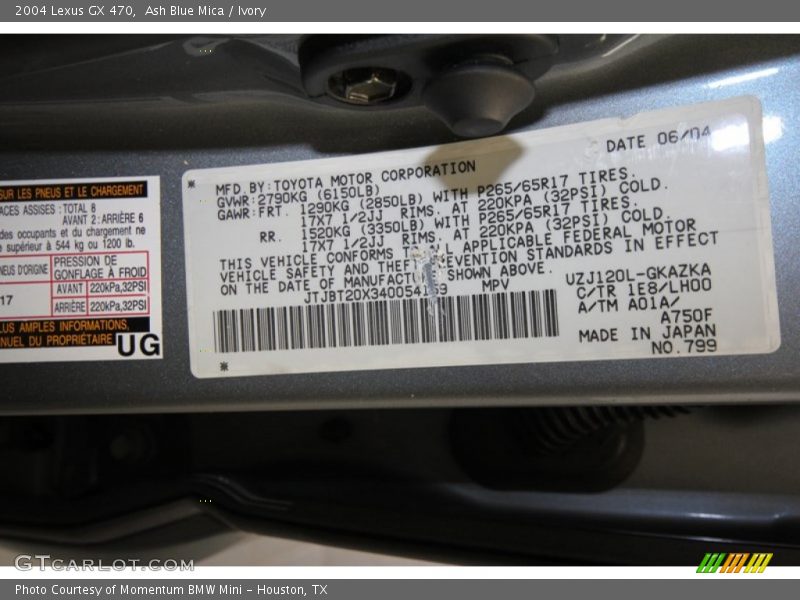 2004 Lexus GX 470, Ash Blue Mica / Ivory
SUR LES PNEUS ET LE CHARGEMENT
ACES ASSISES : TOTAL 8
AVANT 2: ARRIÈRE 6
des occupants et du chargement ne
supérieur à 544 kg ou 1200 lb.
NEUS D'ORIGINE
PRESSION DE
GONFLAGE À FROID
17
AVANT 220kPa,32PSI
ARRIÈRE 220kPa,32PSI
LUS AMPLES INFORMATIONS,
NUEL DU PROPRIÉTAIRE
UG
* DATE 06/04
MFD. BY: TOYOTA MOTOR CORPORATION
GVWR: 2790KG (6150LB)
GAWR: FRT. 1290KG (2850LB) WITH P265/65R17 TIRES.
17X7 1/2JJ RIMS. AT 220KPA (32PSI) COLD.
RR. 1520KG (3350LB) WITH P265/65R17 TIRES.
17X7 1/2JJ RIMS. AT 220KPA (32PSI) COLD.
THIS VEHICLE CONFORMS APPLICABLE FEDERAL MOTOR
VEHICLE SAFETY AND THEFT PREVENTION STANDARDS IN EFFECT
ON THE DATE OF MANUFACTURE SHOWN ABOVE.
MPV
UZJ120L-GKAZKA
C/TR 1E8/LH00
A/TM A01A/
A750F
MADE IN JAPAN
NO.799
*
GTCARLOT.COM
Photo Courtesy of Momentum BMW Mini - Houston, TX